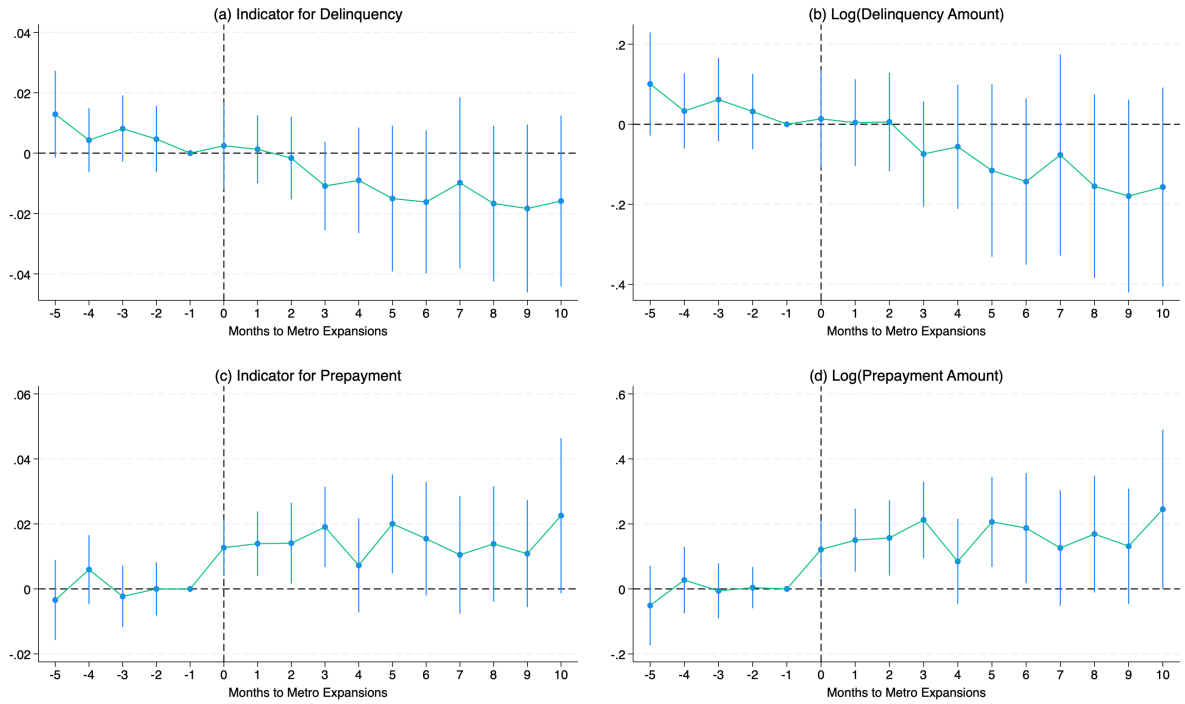 (a) Indicator for Delinquency
.04
.02
0
-.02
-.04
-5 -4 -3 -2 -1 0 1 2 3 4 5 6 7 8 9 10
Months to Metro Expansions
(b) Log(Delinquency Amount)
.2
0
-.2
-.4
-5 -4 -3 -2 -1 0 1 2 3 4 5 6 7 8 9 10
Months to Metro Expansions
(c) Indicator for Prepayment
.06
.04
.02
0
-.02
-5 -4 -3 -2 -1 0 1 2 3 4 5 6 7 8 9 10
Months to Metro Expansions
(d) Log(Prepayment Amount)
.6
.4
.2
0
-.2
-5 -4 -3 -2 -1 0 1 2 3 4 5 6 7 8 9 10
Months to Metro Expansions